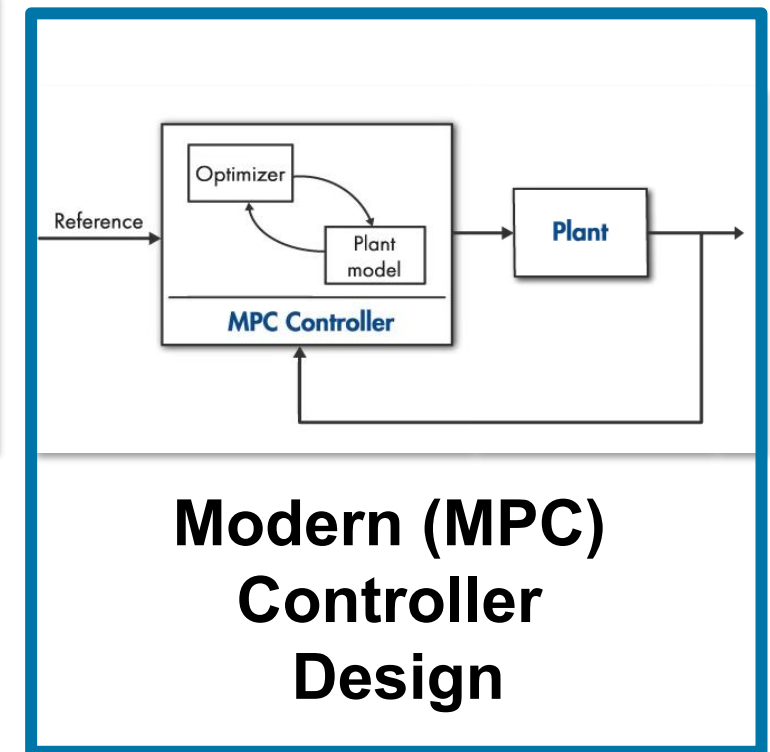 Optimizer
Reference
Plant
model
Plant
MPC Controller
Modern (MPC)
Controller
Design